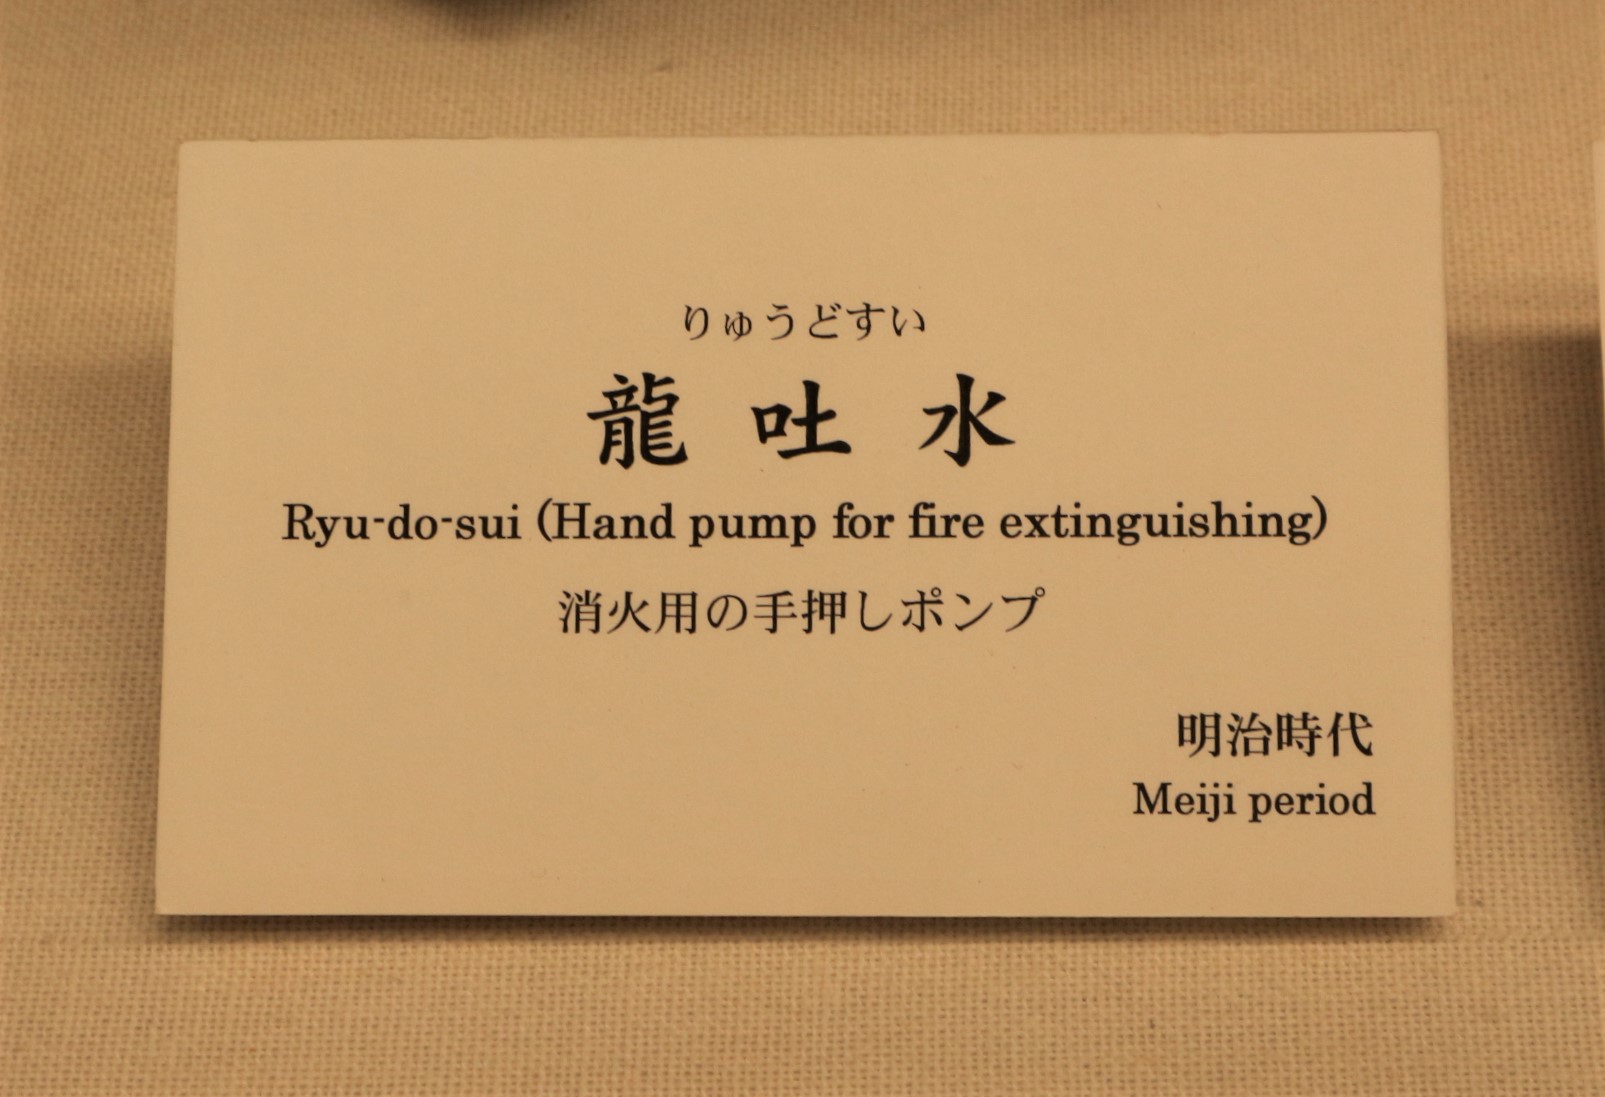 りゅうどすい
龍吐水
Ryu-do-sui (Hand pump for fire extinguishing)
消火用の手押しポンプ
明治時代
Meiji period